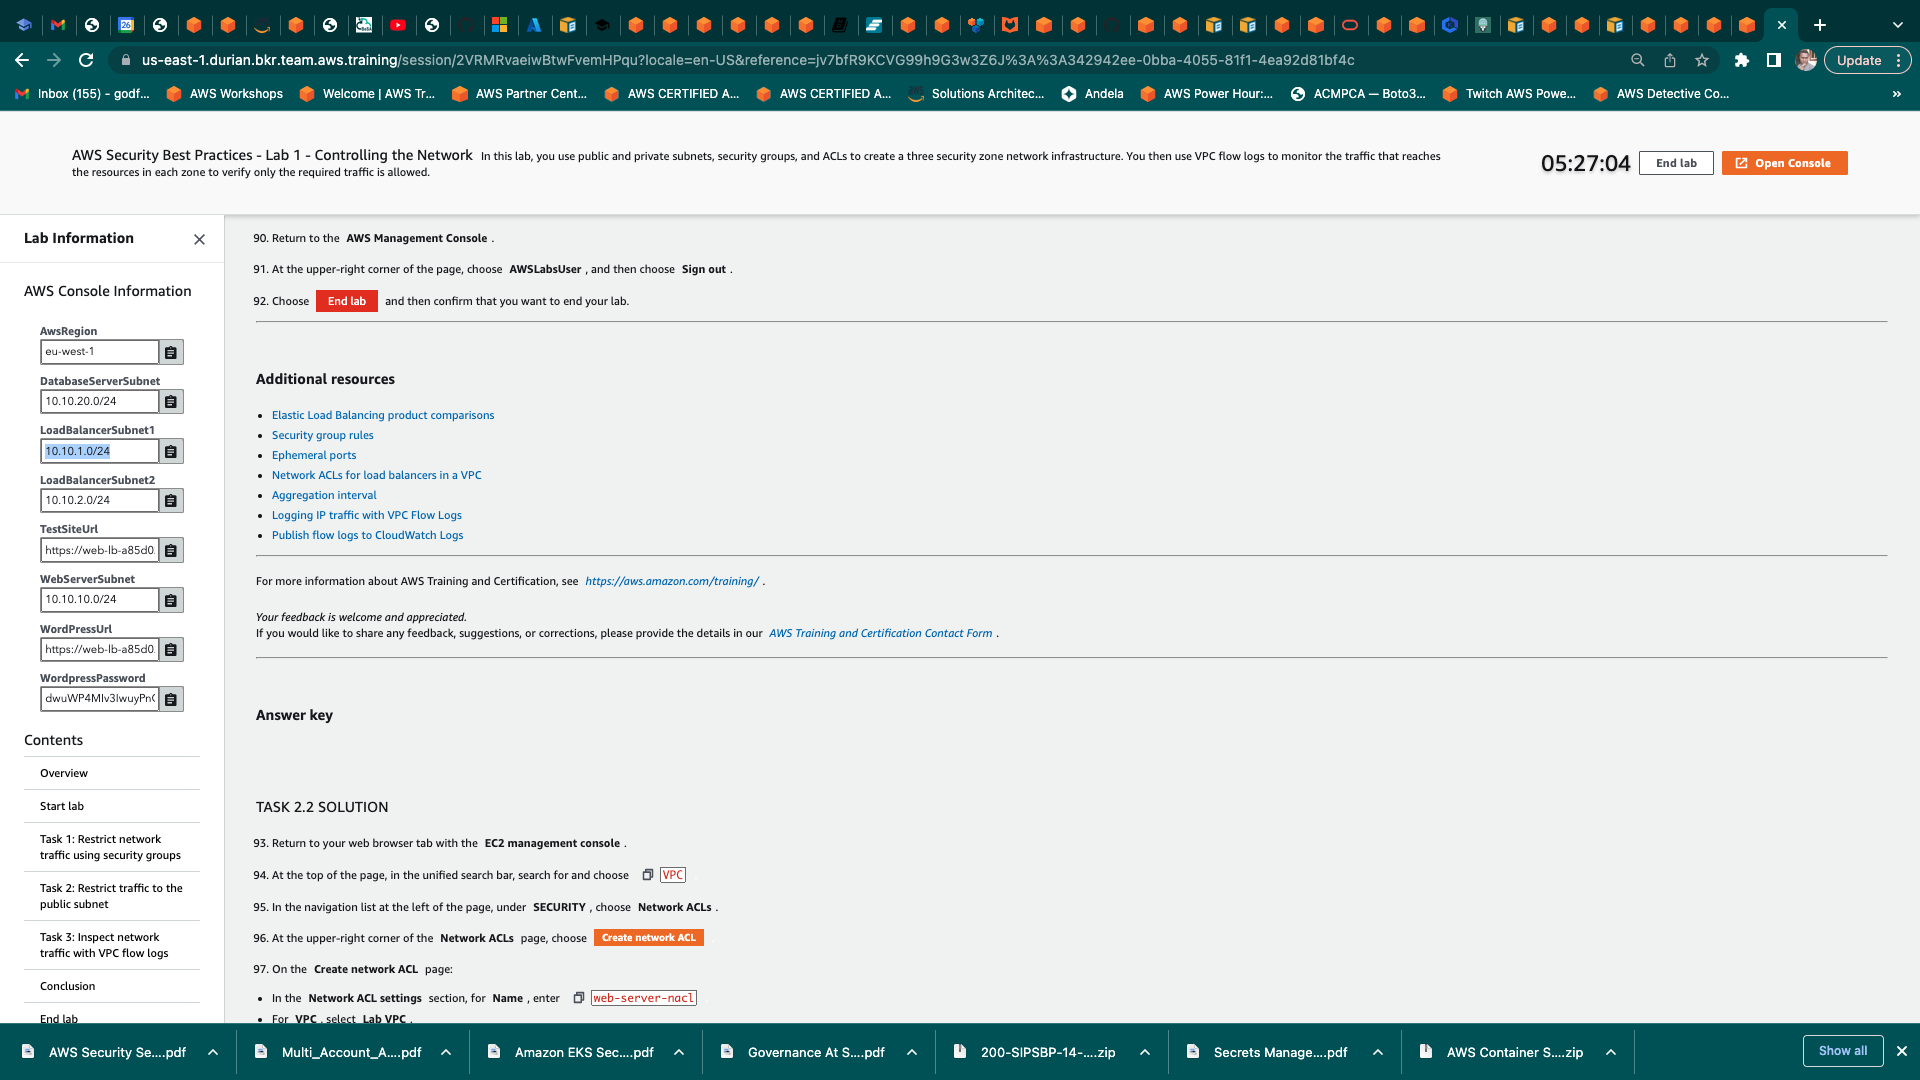 us-east-1.durian.bkr.team.aws.training/session/2VRMRvaeiwBtwFvemHPqu?locale=en-US&reference=jv7bfR9KCVG99h9G3w3Z6J%3A%3A342942ee-0bba-4055-81f1-4ea92d81bf4c
Update
Inbox (155) – godf...
AWS Workshops
Welcome | AWS Tr...
AWS Partner Cent...
AWS CERTIFIED A...
AWS CERTIFIED A...
Solutions Architec...
Andela
AWS Power Hour:...
ACMPCA — Boto3...
Twitch AWS Powe...
AWS Detective Co...
»
AWS Security Best Practices - Lab 1 - Controlling the Network In this lab, you use public and private subnets, security groups, and ACLs to create a three security zone network infrastructure. You then use VPC flow logs to monitor the traffic that reaches
the resources in each zone to verify only the required traffic is allowed.
05:27:04
End lab
Open Console
Lab Information
AWS Console Information
AwsRegion
eu-west-1
DatabaseServerSubnet
10.10.20.0/24
LoadBalancerSubnet1
10.10.1.0/24
LoadBalancerSubnet2
10.10.2.0/24
TestSiteUrl
https://web-lb-a85d0
WebServerSubnet
10.10.10.0/24
WordPressUrl
https://web-lb-a85d0
WordpressPassword
Contents
Overview
Start lab
Task 1: Restrict network
traffic using security groups
Task 2: Restrict traffic to the
public subnet
Task 3: Inspect network
traffic with VPC flow logs
Conclusion
End lab
90. Return to the AWS Management Console .
91. At the upper-right corner of the page, choose AWSLabsUser , and then choose Sign out .
92. Choose End lab and then confirm that you want to end your lab.
Additional resources
• Elastic Load Balancing product comparisons
• Security group rules
• Ephemeral ports
• Network ACLs for load balancers in a VPC
• Aggregation interval
• Logging IP traffic with VPC Flow Logs
• Publish flow logs to CloudWatch Logs
For more information about AWS Training and Certification, see https://aws.amazon.com/training/ .
Your feedback is welcome and appreciated.
If you would like to share any feedback, suggestions, or corrections, please provide the details in our AWS Training and Certification Contact Form .
Answer key
TASK 2.2 SOLUTION
93. Return to your web browser tab with the EC2 management console .
94. At the top of the page, in the unified search bar, search for and choose VPC
95. In the navigation list at the left of the page, under SECURITY , choose Network ACLs .
96. At the upper-right corner of the Network ACLs page, choose Create network ACL
97. On the Create network ACL page:
• In the Network ACL settings section, for Name , enter web-server-nacl
• For VPC , select Lab VPC .
AWS Security Se....pdf
Multi_Account_A....pdf
Amazon EKS Sec....pdf
Governance At S....pdf
200-SIPSBP-14-....zip
Secrets Manage....pdf
AWS Container S....zip
Show all